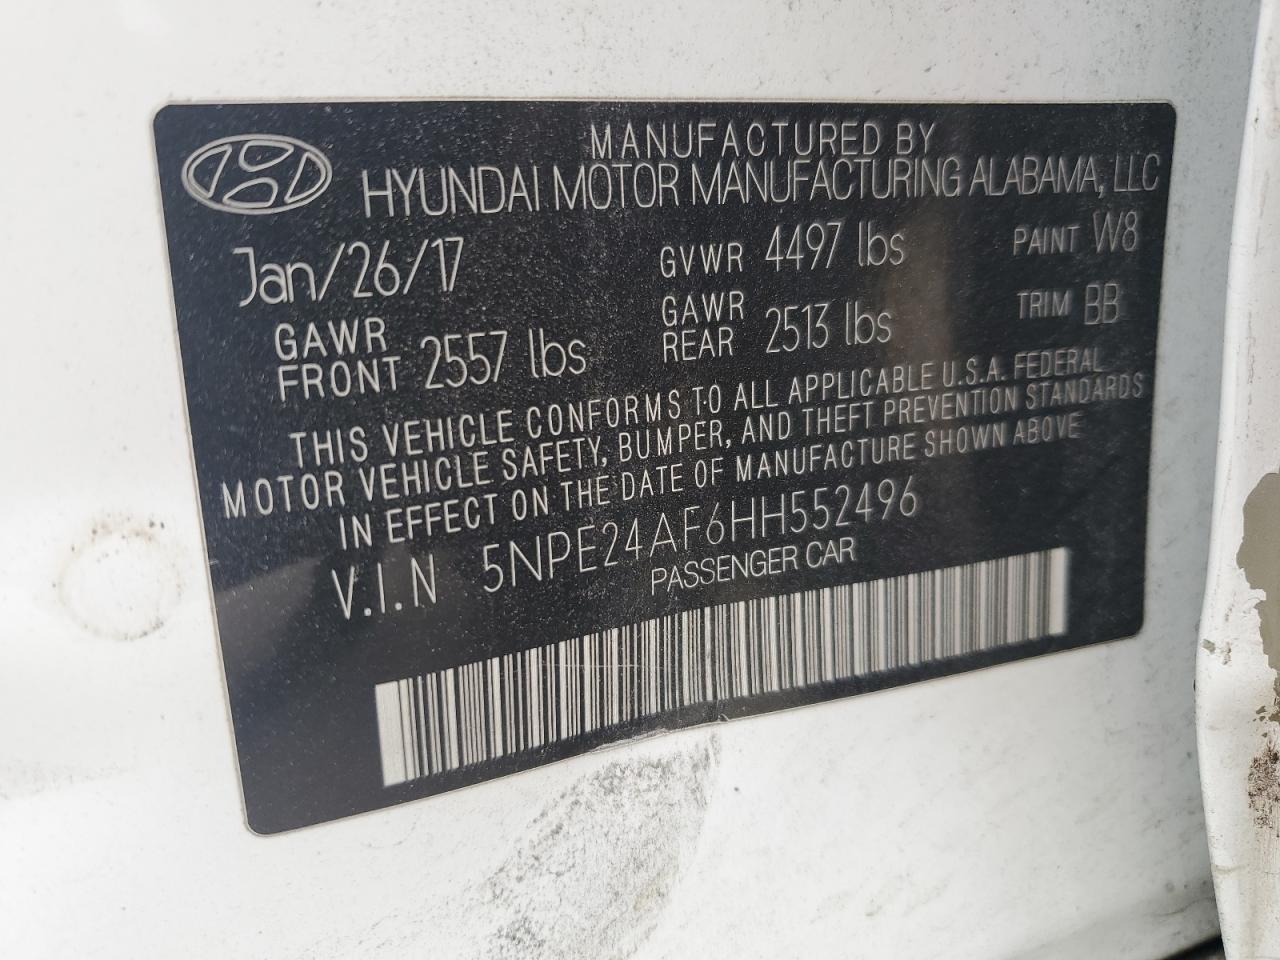 MANUFACTURED BY
HYUNDAI MOTOR MANUFACTURING ALABAMA, LLC
Jan/26/17 GVWR 4497 lbs PAINT W8
GAWR FRONT 2557 lbs GAWR REAR 2513 lbs TRIM BB
THIS VEHICLE CONFORMS TO ALL APPLICABLE U.S.A. FEDERAL
MOTOR VEHICLE SAFETY, BUMPER, AND THEFT PREVENTION STANDARDS
IN EFFECT ON THE DATE OF MANUFACTURE SHOWN ABOVE
V.I.N 5NPE24AF6HH552496
PASSENGER CAR